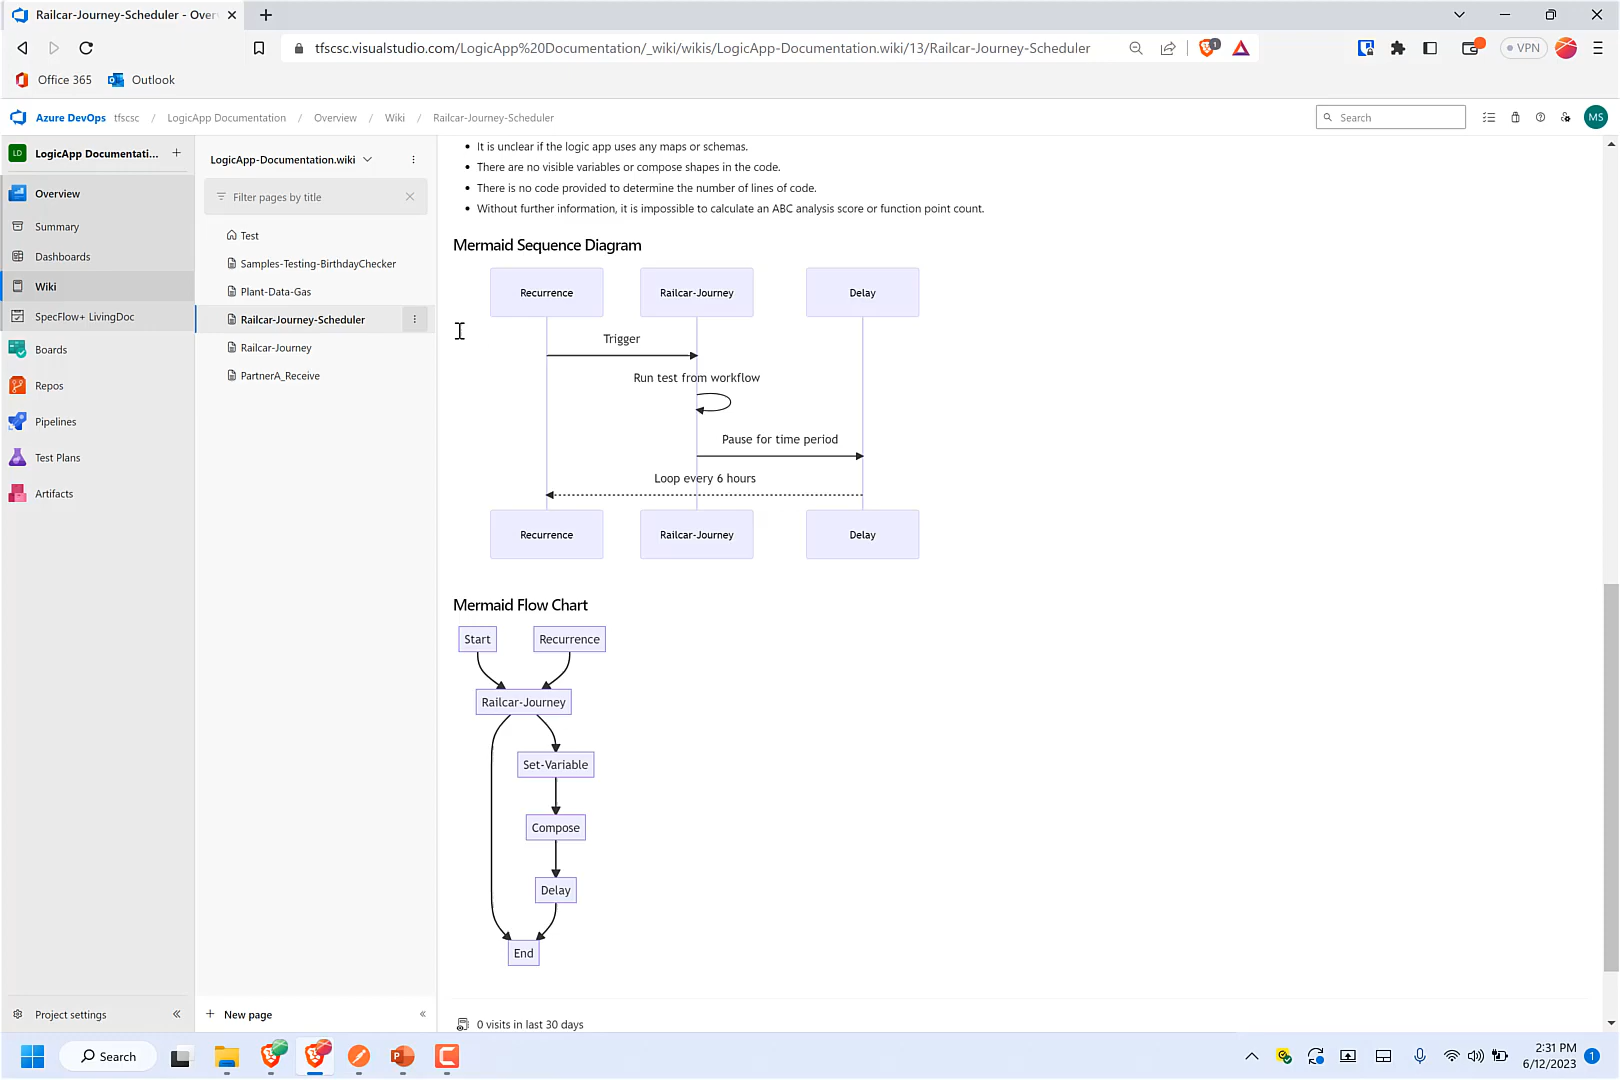 Railcar-Journey-Scheduler - Over
tfscsc.visualstudio.com/LogicApp%20Documentation/_wiki/wikis/LogicApp-Documentation.wiki/13/Railcar-Journey-Scheduler
1
VPN
Office 365
Outlook
Azure DevOps
tfscsc / LogicApp Documentation / Overview / Wiki / Railcar-Journey-Scheduler
Search
MS
LD
LogicApp Documentati...
Overview
Summary
Dashboards
Wiki
SpecFlow+ LivingDoc
Boards
Repos
Pipelines
Test Plans
Artifacts
Project settings
LogicApp-Documentation.wiki
Filter pages by title
Test
Samples-Testing-BirthdayChecker
Plant-Data-Gas
Railcar-Journey-Scheduler
Railcar-Journey
PartnerA_Receive
New page
It is unclear if the logic app uses any maps or schemas.
There are no visible variables or compose shapes in the code.
There is no code provided to determine the number of lines of code.
Without further information, it is impossible to calculate an ABC analysis score or function point count.
Mermaid Sequence Diagram
Recurrence
Railcar-Journey
Delay
Trigger
Run test from workflow
Pause for time period
Loop every 6 hours
Recurrence
Railcar-Journey
Delay
Mermaid Flow Chart
Start
Recurrence
Railcar-Journey
Set-Variable
Compose
Delay
End
0 visits in last 30 days
Search
2:31 PM
6/12/2023
1